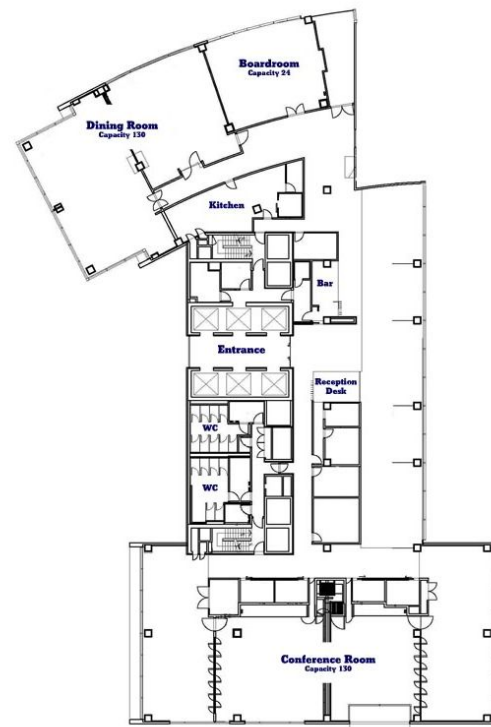 Boardroom
Capacity 24
Dining Room
Capacity 130
Kitchen
Bar
Entrance
Reception
Desk
WC
WC
Conference Room
Capacity 130